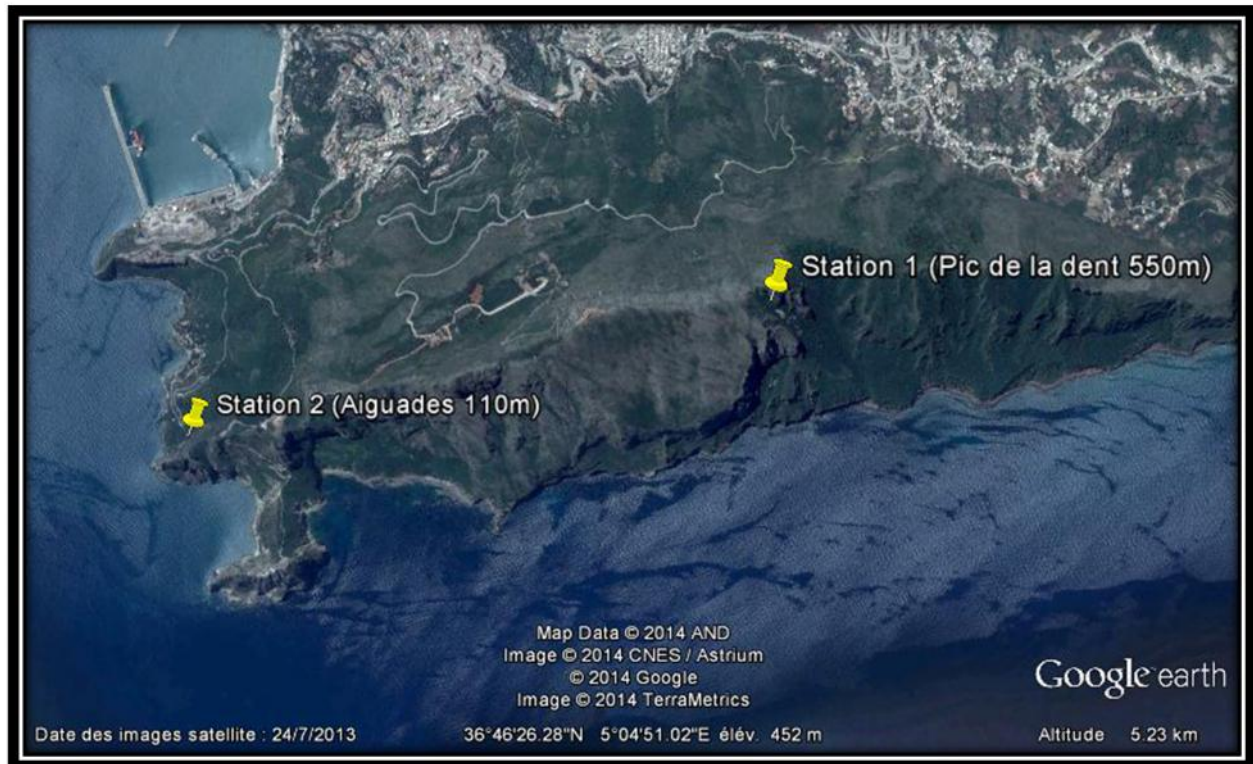 Station 1 (Pic de la dent 550m)
Station 2 (Aiguades 110m)
Map Data © 2014 AND
Image © 2014 CNES / Astrium
© 2014 Google
Image © 2014 TerraMetrics
Google earth
Date des images satellite : 24/7/2013 36°46'26.28"N 5°04'51.02"E élév. 452 m Altitude 5.23 km